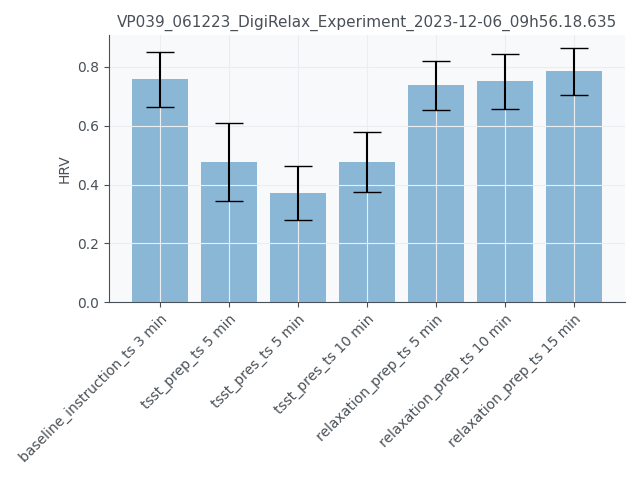 VP039_061223_DigiRelax_Experiment_2023-12-06_09h56.18.635
HRV
0.8
0.6
0.4
0.2
0.0
baseline_instruction_ts 3 min
tsst_prep_ts 5 min
tsst_pres_ts 5 min
tsst_pres_ts 10 min
relaxation_prep_ts 5 min
relaxation_prep_ts 10 min
relaxation_prep_ts 15 min